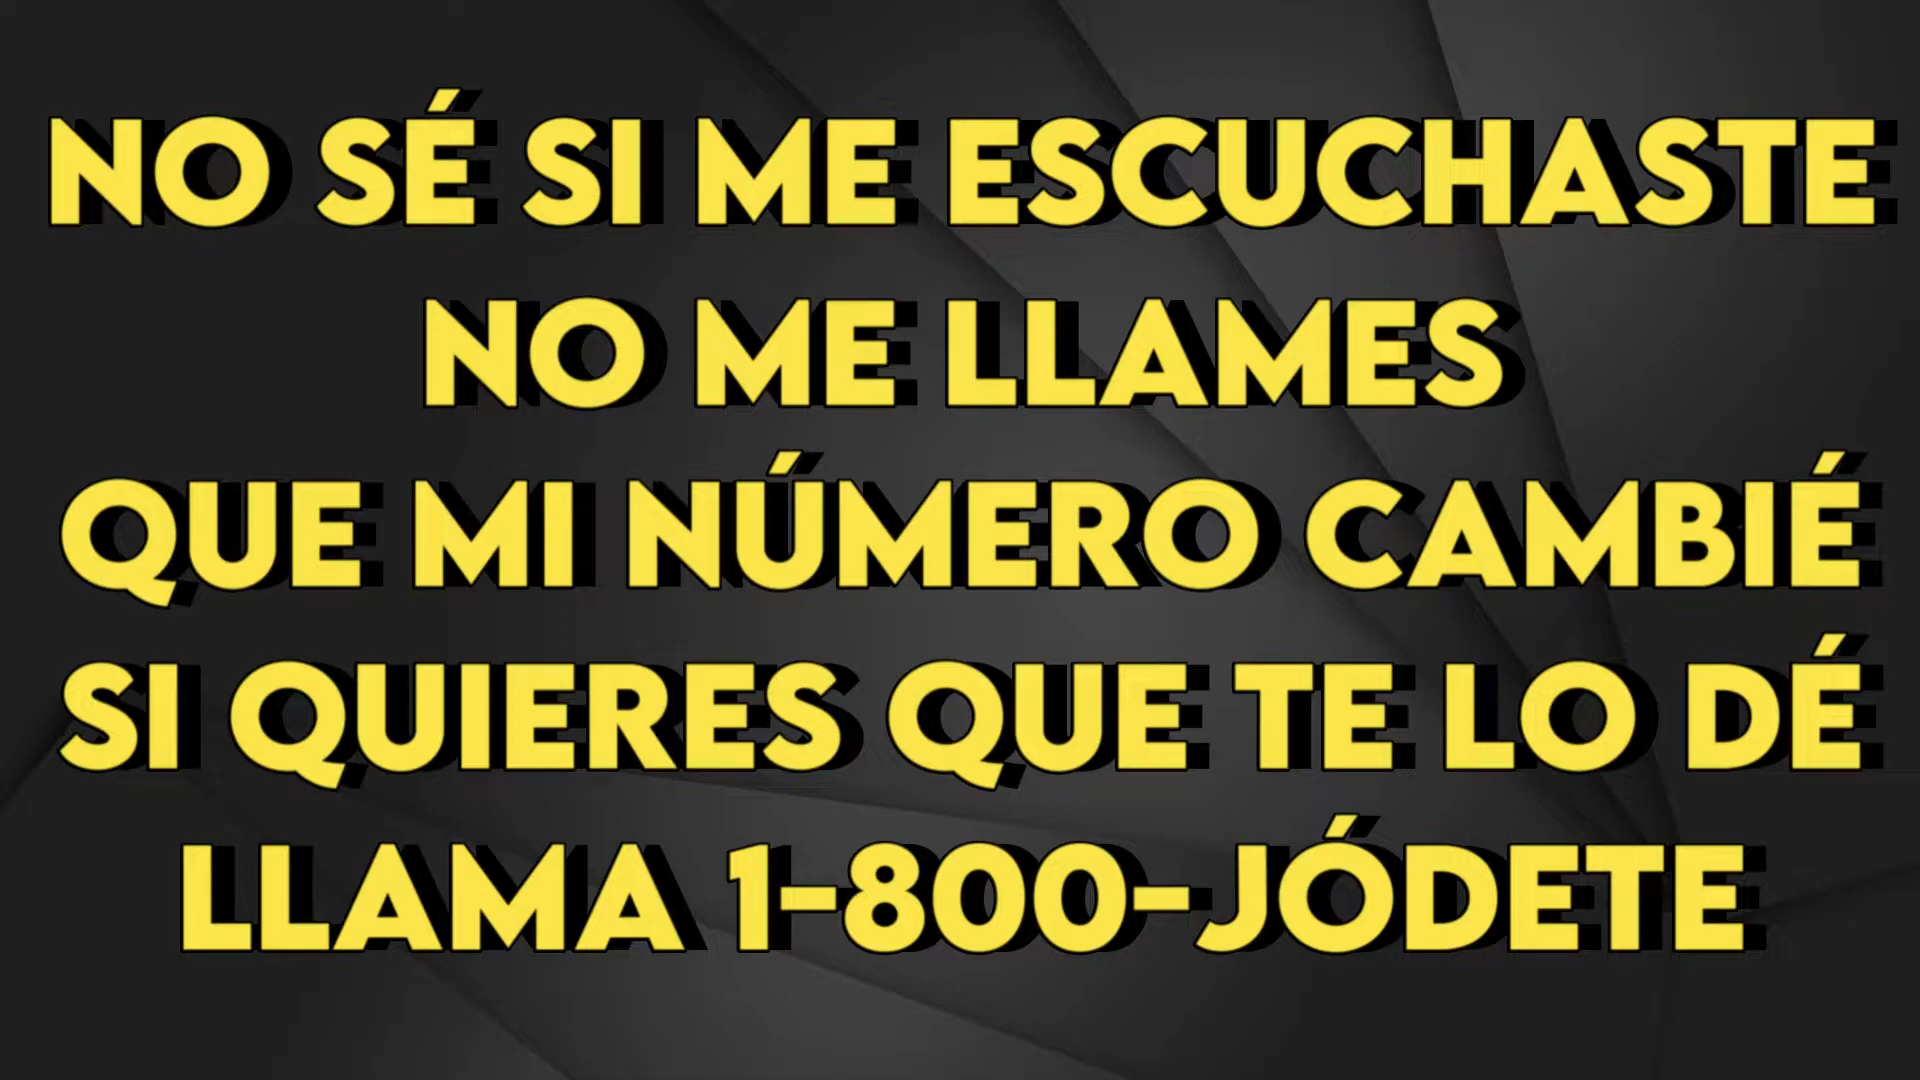 NO SÉ SI ME ESCUCHASTE
NO ME LLAMES
QUE MI NÚMERO CAMBIÉ
SI QUIERES QUE TE LO DÉ
LLAMA 1-800-JÓDETE